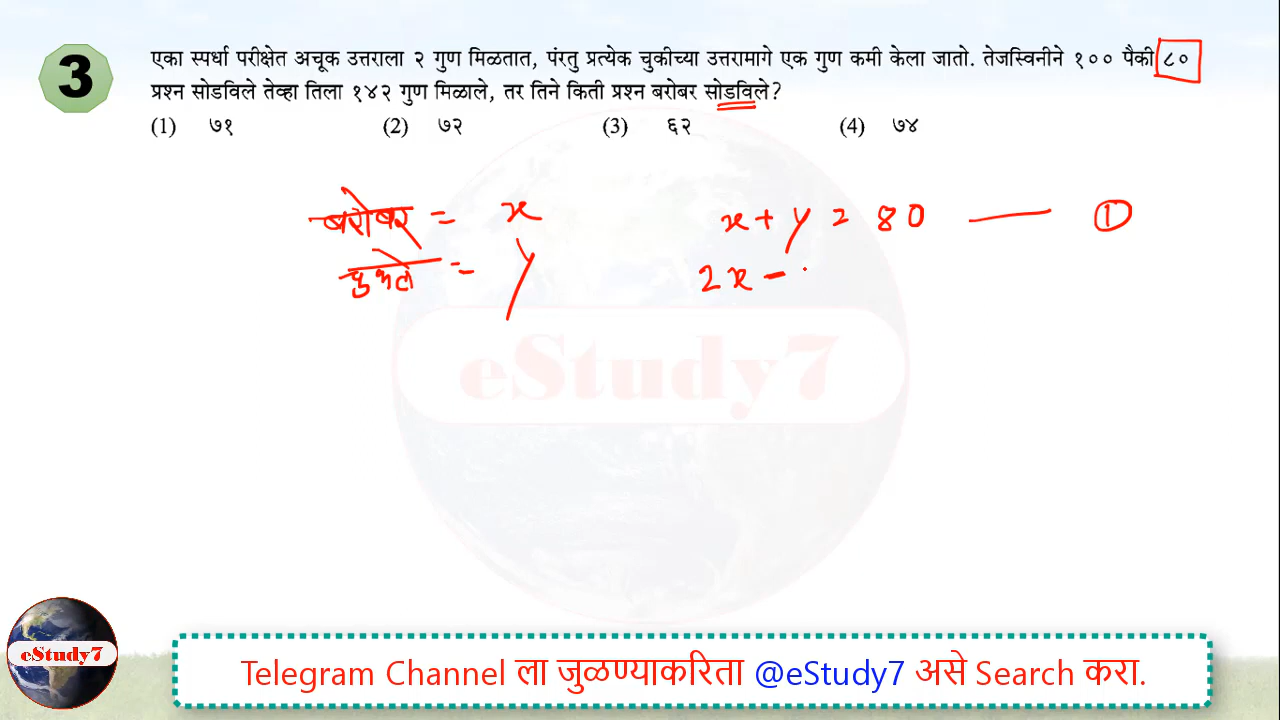 3
एका स्पर्धा परीक्षेत अचूक उत्तराला २ गुण मिळतात, पंरतु प्रत्येक चुकीच्या उत्तरामागे एक गुण कमी केला जातो. तेजस्विनीने १०० पैकी ८०
प्रश्न सोडविले तेव्हा तिला १४२ गुण मिळाले, तर तिने किती प्रश्न बरोबर सोडविले?
(1) ७१ (2) ७२ (3) ६२ (4) ७४
बरोबर = x x + y = 80 —— ①
चुकले = y 2x -
eStudy7
eStudy7
Telegram Channel ला जुळण्याकरिता @eStudy7 असे Search करा.